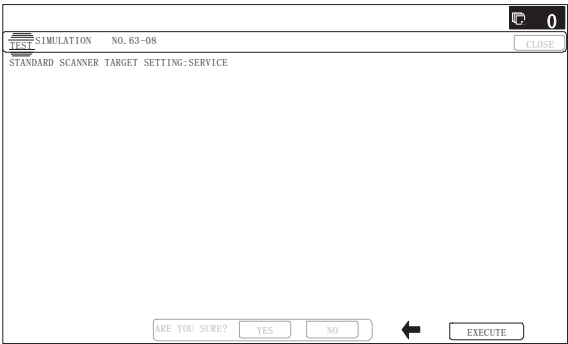 0
TEST SIMULATION NO. 63-08
CLOSE
STANDARD SCANNER TARGET SETTING:SERVICE
ARE YOU SURE? YES NO EXECUTE